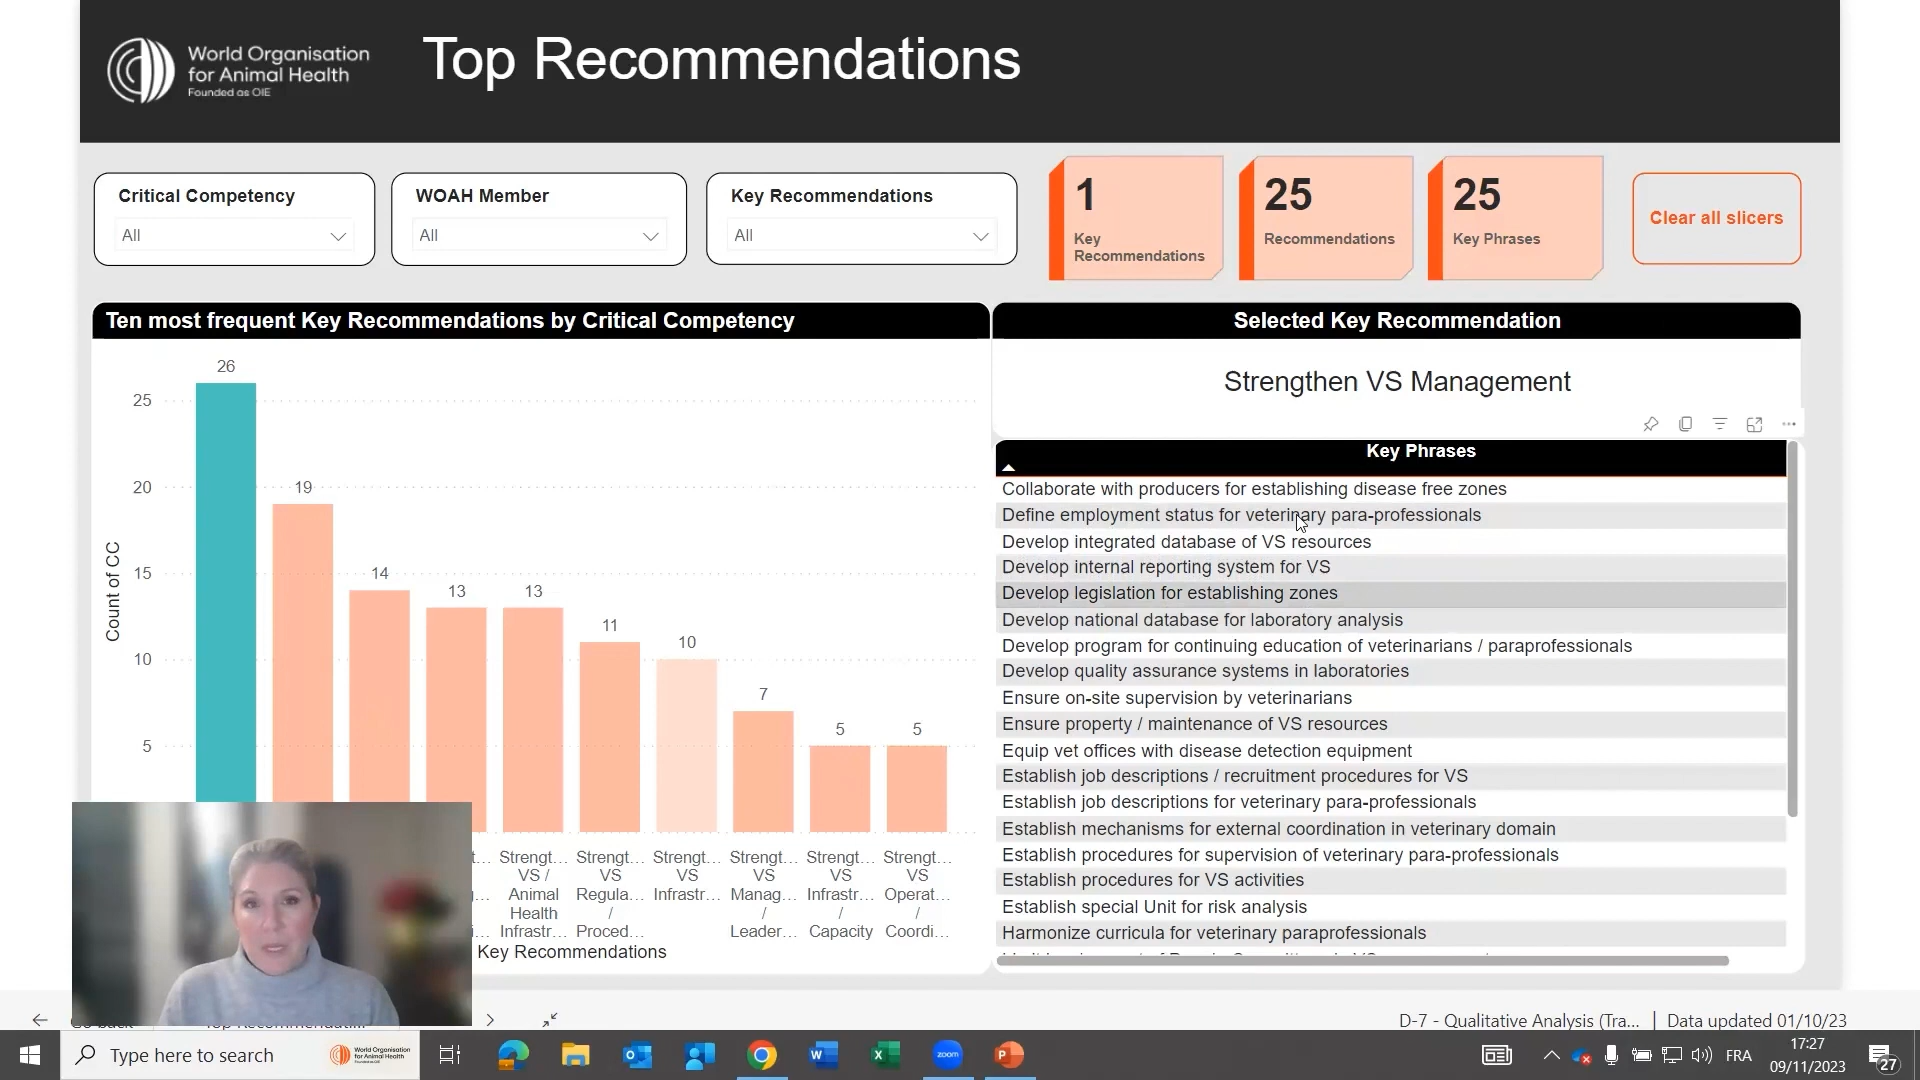 World Organisation
for Animal Health
Founded as OIE
Top Recommendations
Critical Competency
All
WOAH Member
All
Key Recommendations
All
1
Key
Recommendations
25
Recommendations
25
Key Phrases
Clear all slicers
Ten most frequent Key Recommendations by Critical Competency
Count of CC
25
20
15
10
5
26
19
14
13
13
11
10
7
5
5
Strengt...
VS /
Animal
Health
Infrastr...
Strengt...
VS
Regula...
/
Proced...
Strengt...
VS
Infrastr...
Strengt...
VS
Manag...
/
Leader...
Strengt...
VS
Infrastr...
/
Capacity
Strengt...
VS
Operat...
/
Coordi...
Key Recommendations
Selected Key Recommendation
Strengthen VS Management
Key Phrases
Collaborate with producers for establishing disease free zones
Define employment status for veterinary para-professionals
Develop integrated database of VS resources
Develop internal reporting system for VS
Develop legislation for establishing zones
Develop national database for laboratory analysis
Develop program for continuing education of veterinarians / paraprofessionals
Develop quality assurance systems in laboratories
Ensure on-site supervision by veterinarians
Ensure property / maintenance of VS resources
Equip vet offices with disease detection equipment
Establish job descriptions / recruitment procedures for VS
Establish job descriptions for veterinary para-professionals
Establish mechanisms for external coordination in veterinary domain
Establish procedures for supervision of veterinary para-professionals
Establish procedures for VS activities
Establish special Unit for risk analysis
Harmonize curricula for veterinary paraprofessionals
D-7 - Qualitative Analysis (Tra... | Data updated 01/10/23
Type here to search
World Organisation
for Animal Health
zoom
FRA
17:27
09/11/2023
27